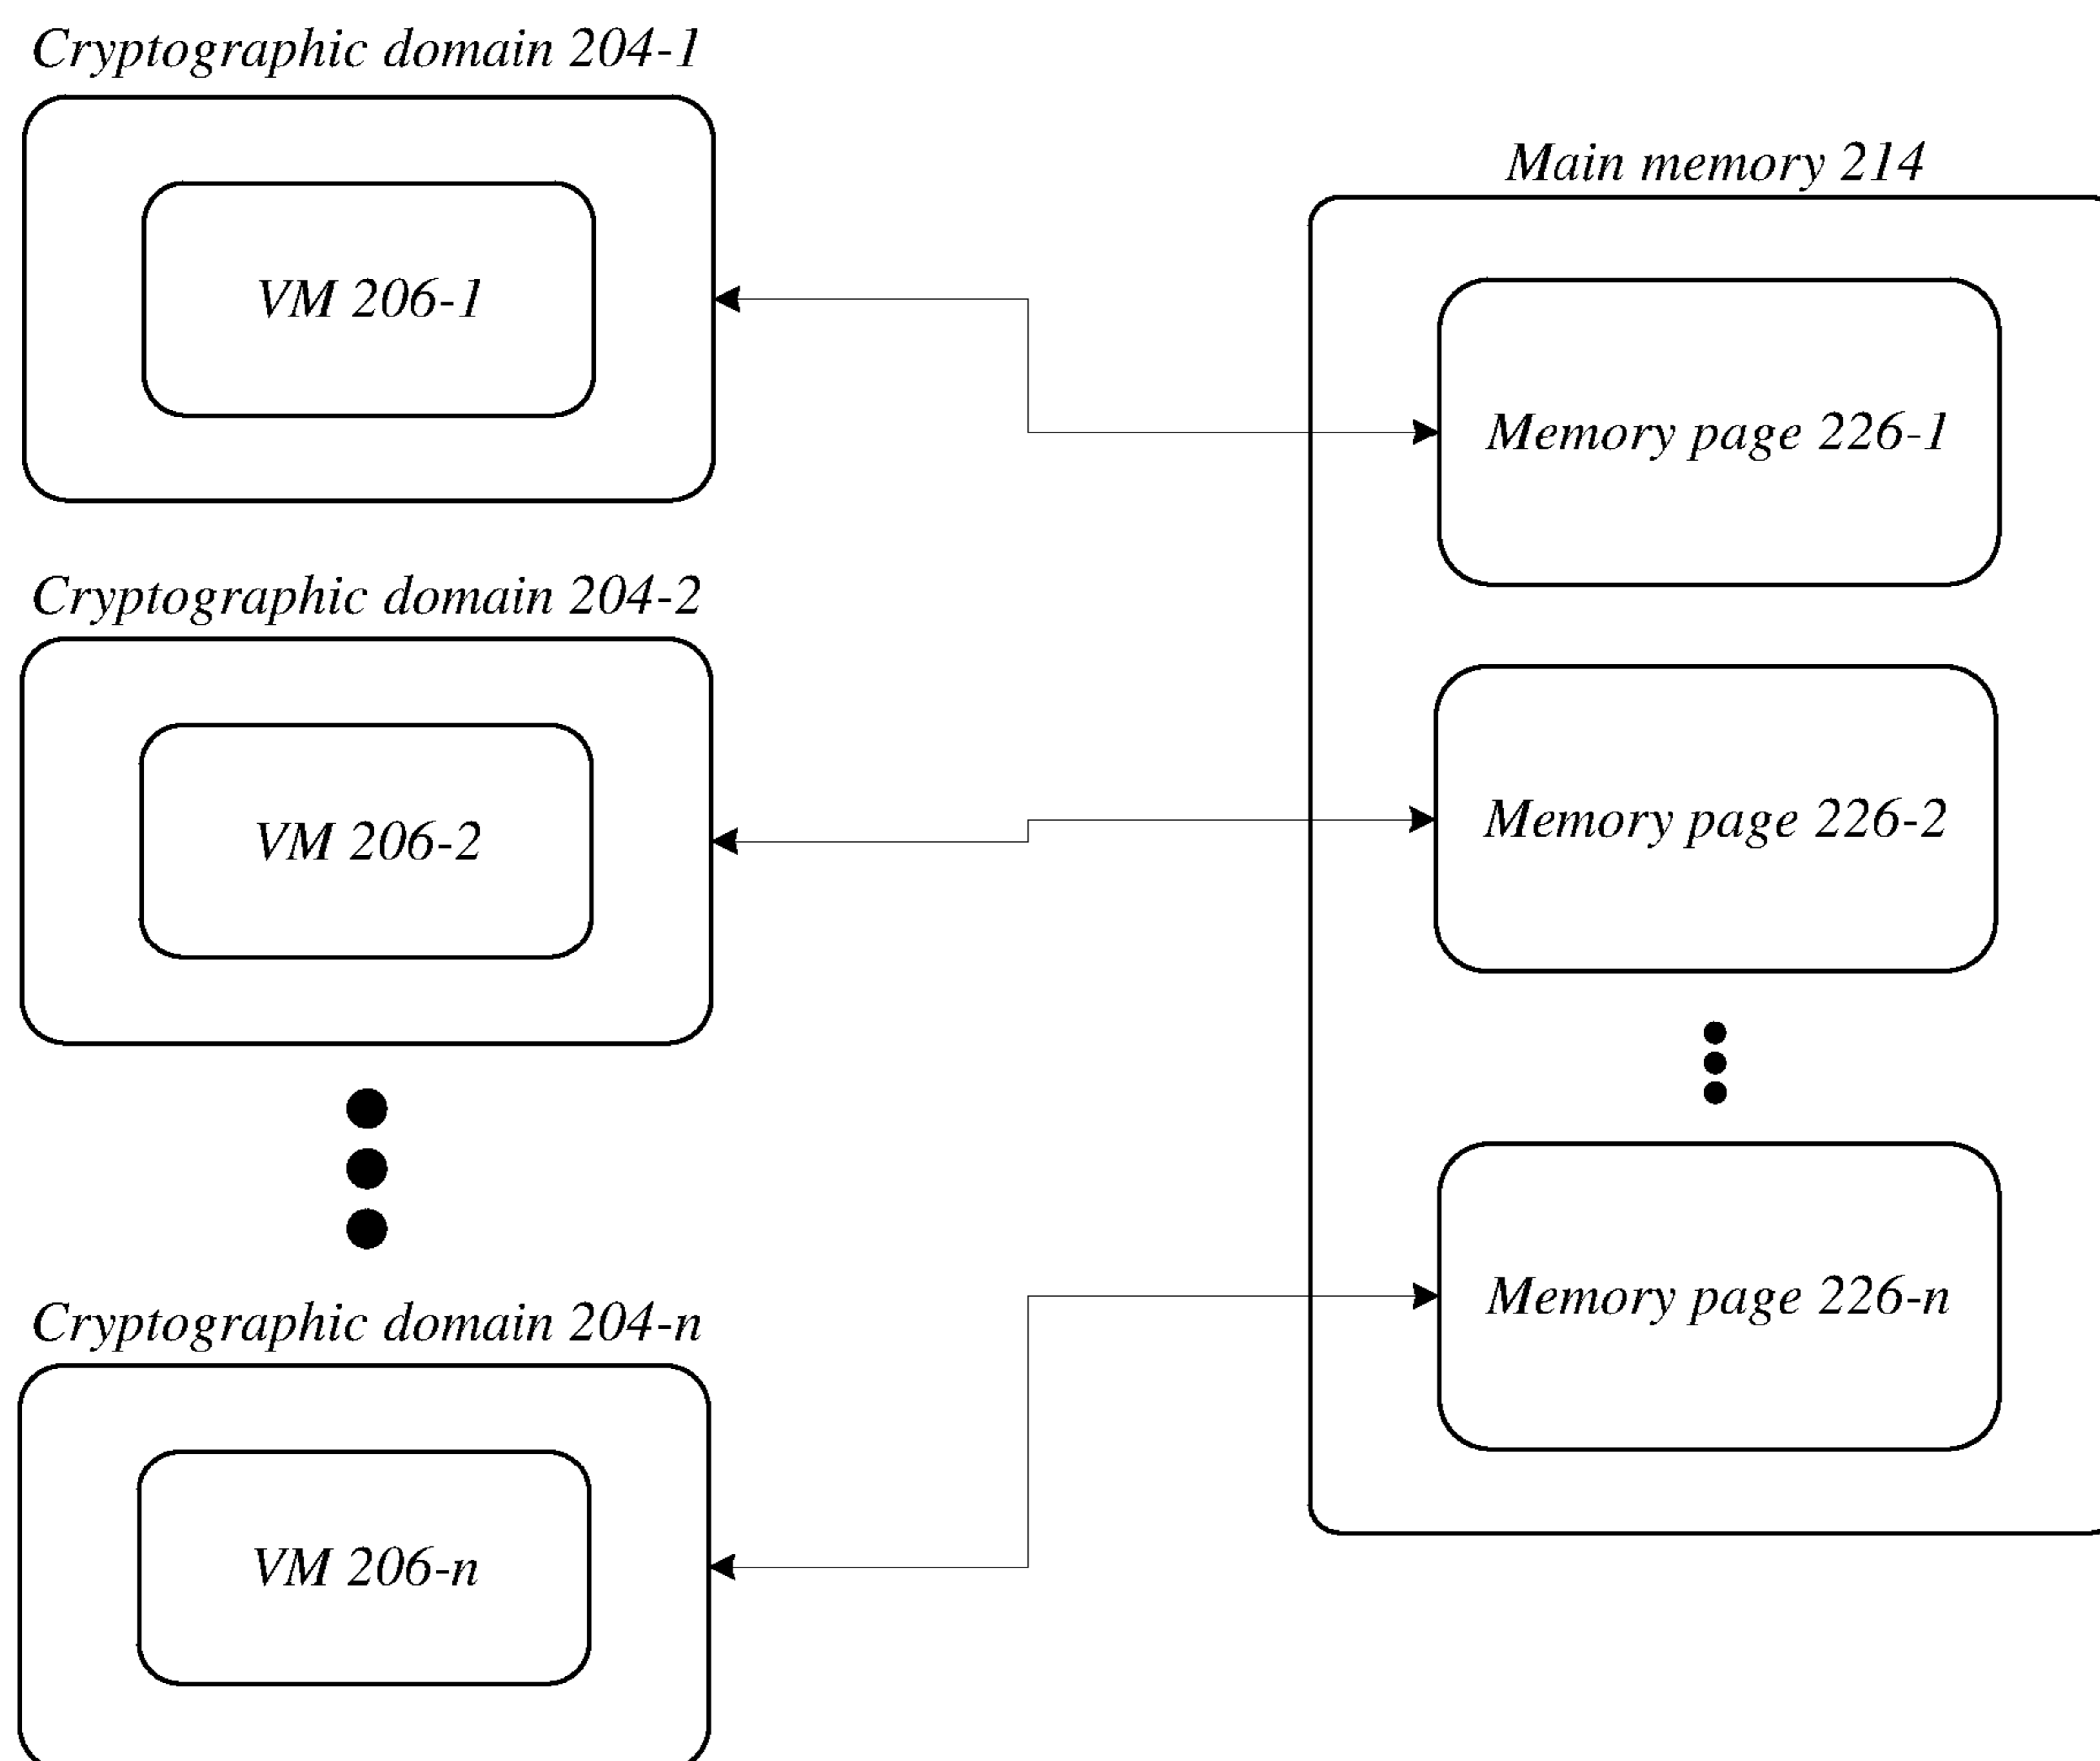 Cryptographic domain 204-1
VM 206-1
Cryptographic domain 204-2
VM 206-2
Cryptographic domain 204-n
VM 206-n
Main memory 214
Memory page 226-1
Memory page 226-2
Memory page 226-n